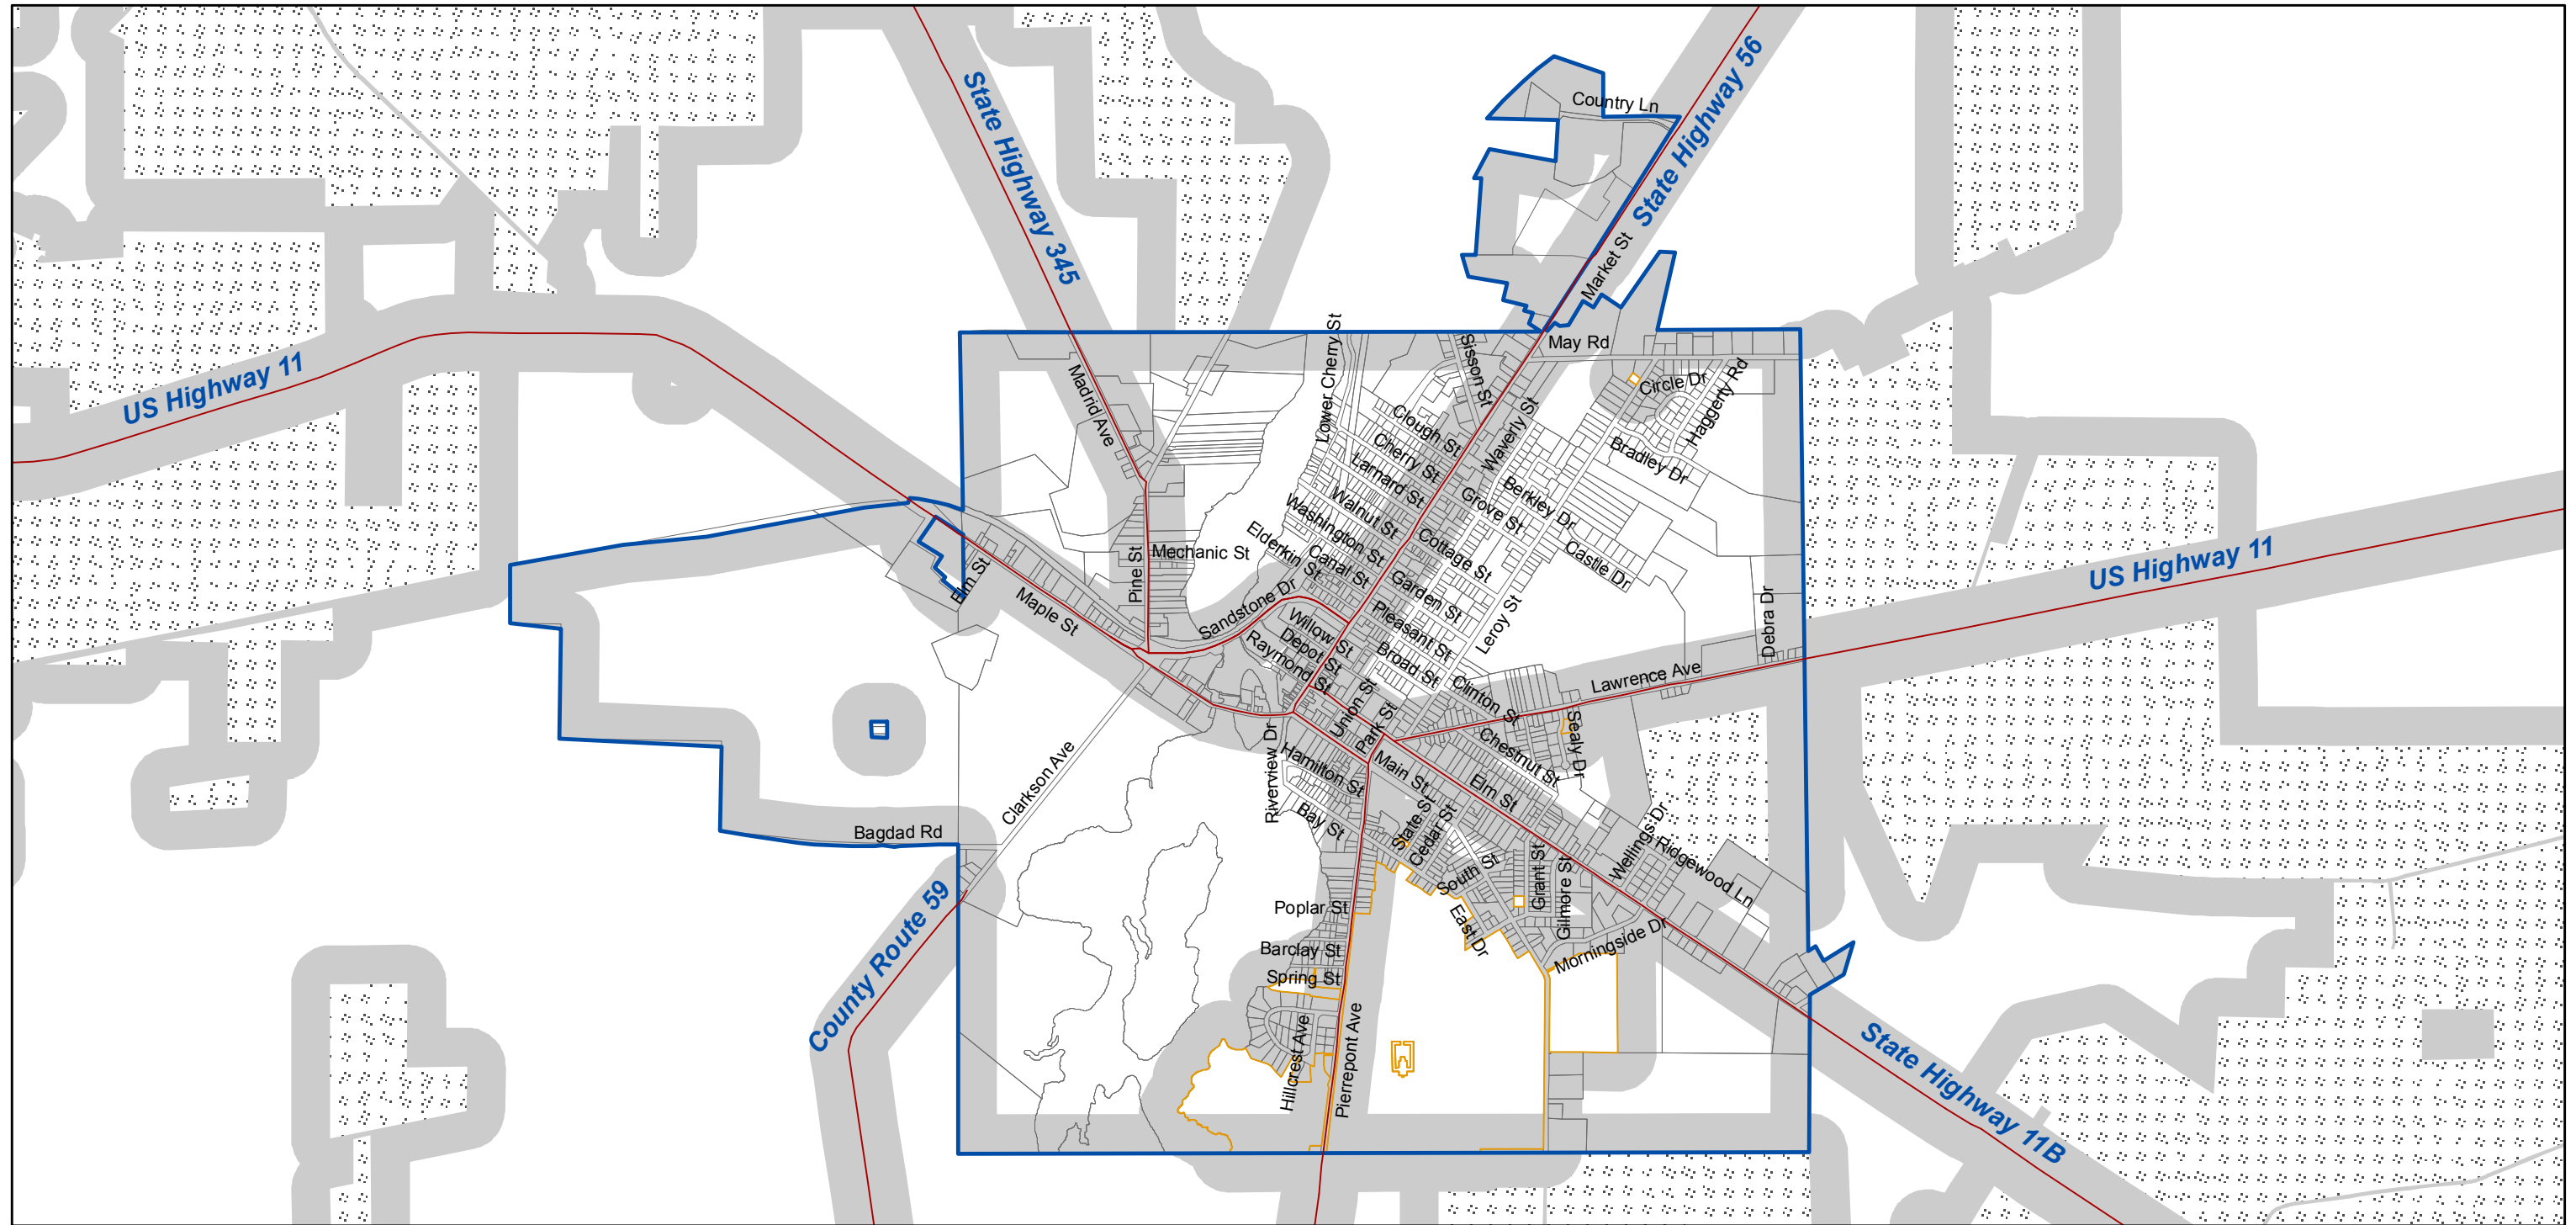 State Highway 56
Country Ln
State Highway 345
Market St
US Highway 11
May Rd
Sisson St
Lower Cherry St
Madrid Ave
Circle Dr
Haggerty Rd
Clough St
Waverly St
Cherry St
Bradley Dr
Larnard St
Berkley Dr
Grove St
Walnut St
Washington St
Elderkin St
Canal St
Cottage St
Castle Dr
US Highway 11
Mechanic St
Pine St
Elm St
Maple St
Sandstone Dr
Garden St
Pleasant St
Leroy St
Debra Dr
Willow St
Depot St
Raymond St
Broad St
Lawrence Ave
Clinton St
Union St
Park St
Sealy Dr
Chestnut St
Riverview Dr
Hamilton St
Main St
Elm St
Clarkson Ave
Bay St
State St
Cedar St
Bagdad Rd
Wellings Dr
Ridgewood Ln
South St
Grant St
Gilmore St
County Route 59
Poplar St
East Dr
Morningside Dr
Barclay St
Spring St
Hillcrest Ave
Pierrepont Ave
State Highway 11B